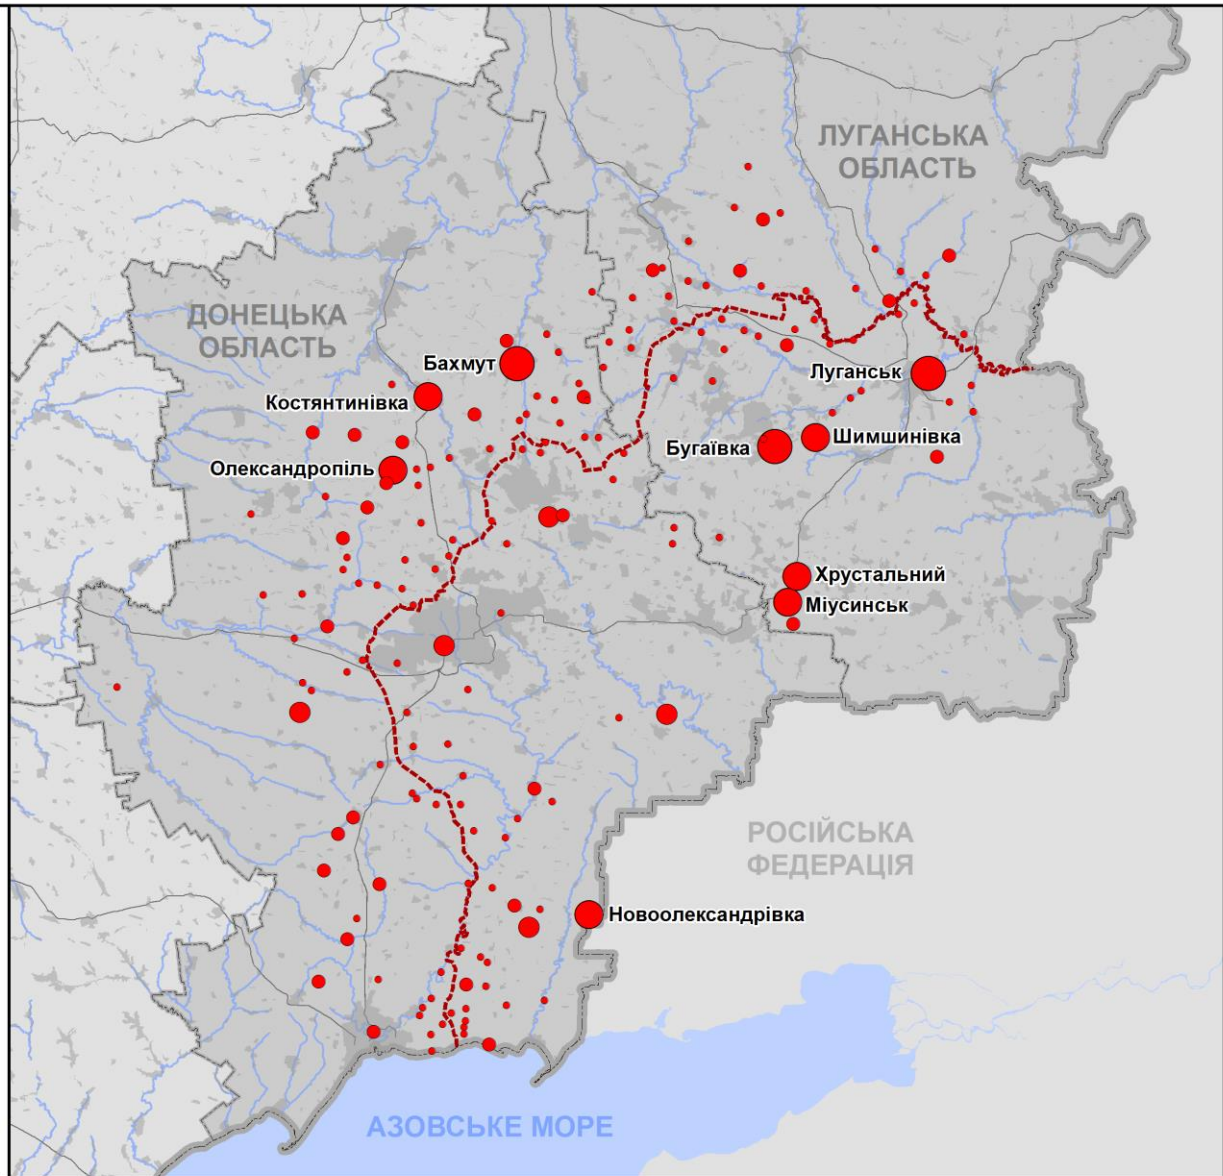 ЛУГАНСЬКА
ОБЛАСТЬ
ДОНЕЦЬКА
ОБЛАСТЬ
Бахмут
Луганськ
Костянтинівка
Шимшинівка
Бугаївка
Олександропіль
Хрустальний
Міусинськ
РОСІЙСЬКА
ФЕДЕРАЦІЯ
Новоолександрівка
АЗОВСЬКЕ МОРЕ